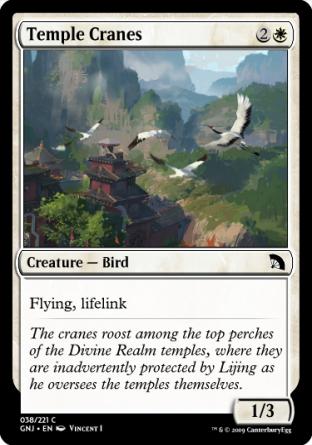 Temple Cranes 2
Creature — Bird
Flying, lifelink
The cranes roost among the top perches
of the Divine Realm temples, where they
are inadvertently protected by Lijing as
he oversees the temples themselves.
1/3
038/221 C
GNJ • EN Vincent I
™ & © 2019 CanterburyEgg